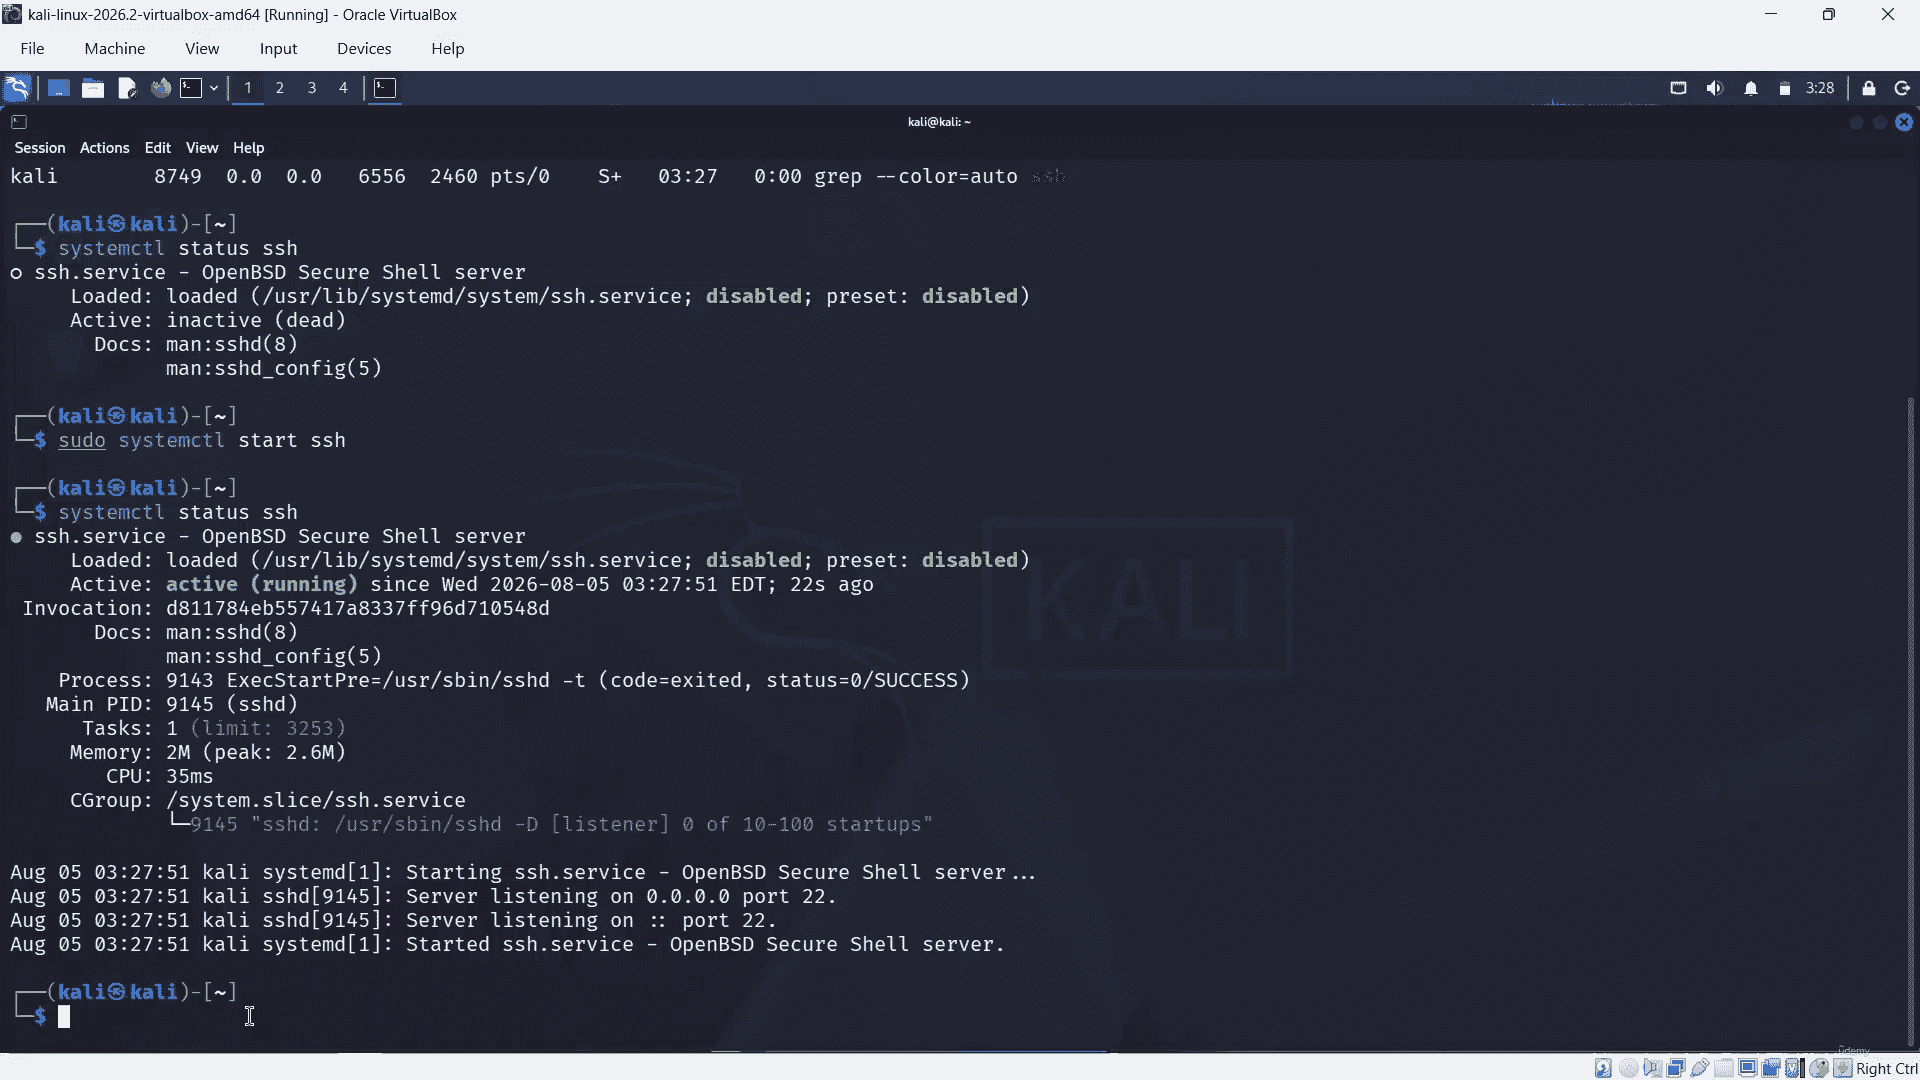 kali-linux-2026.2-virtualbox-amd64 [Running] - Oracle VirtualBox
File Machine View Input Devices Help
1 2 3 4 3:28
kali@kali: ~
Session Actions Edit View Help
kali 8749 0.0 0.0 6556 2460 pts/0 S+ 03:27 0:00 grep --color=auto ssh
┌──(kali㉿kali)-[~]
└─$ systemctl status ssh
○ ssh.service - OpenBSD Secure Shell server
Loaded: loaded (/usr/lib/systemd/system/ssh.service; disabled; preset: disabled)
Active: inactive (dead)
Docs: man:sshd(8)
man:sshd_config(5)
┌──(kali㉿kali)-[~]
└─$ sudo systemctl start ssh
┌──(kali㉿kali)-[~]
└─$ systemctl status ssh
● ssh.service - OpenBSD Secure Shell server
Loaded: loaded (/usr/lib/systemd/system/ssh.service; disabled; preset: disabled)
Active: active (running) since Wed 2026-08-05 03:27:51 EDT; 22s ago
Invocation: d811784eb557417a8337ff96d710548d
Docs: man:sshd(8)
man:sshd_config(5)
Process: 9143 ExecStartPre=/usr/sbin/sshd -t (code=exited, status=0/SUCCESS)
Main PID: 9145 (sshd)
Tasks: 1 (limit: 3253)
Memory: 2M (peak: 2.6M)
CPU: 35ms
CGroup: /system.slice/ssh.service
└─9145 "sshd: /usr/sbin/sshd -D [listener] 0 of 10-100 startups"
Aug 05 03:27:51 kali systemd[1]: Starting ssh.service - OpenBSD Secure Shell server...
Aug 05 03:27:51 kali sshd[9145]: Server listening on 0.0.0.0 port 22.
Aug 05 03:27:51 kali sshd[9145]: Server listening on :: port 22.
Aug 05 03:27:51 kali systemd[1]: Started ssh.service - OpenBSD Secure Shell server.
┌──(kali㉿kali)-[~]
└─$
KALI
udemy
Right Ctrl